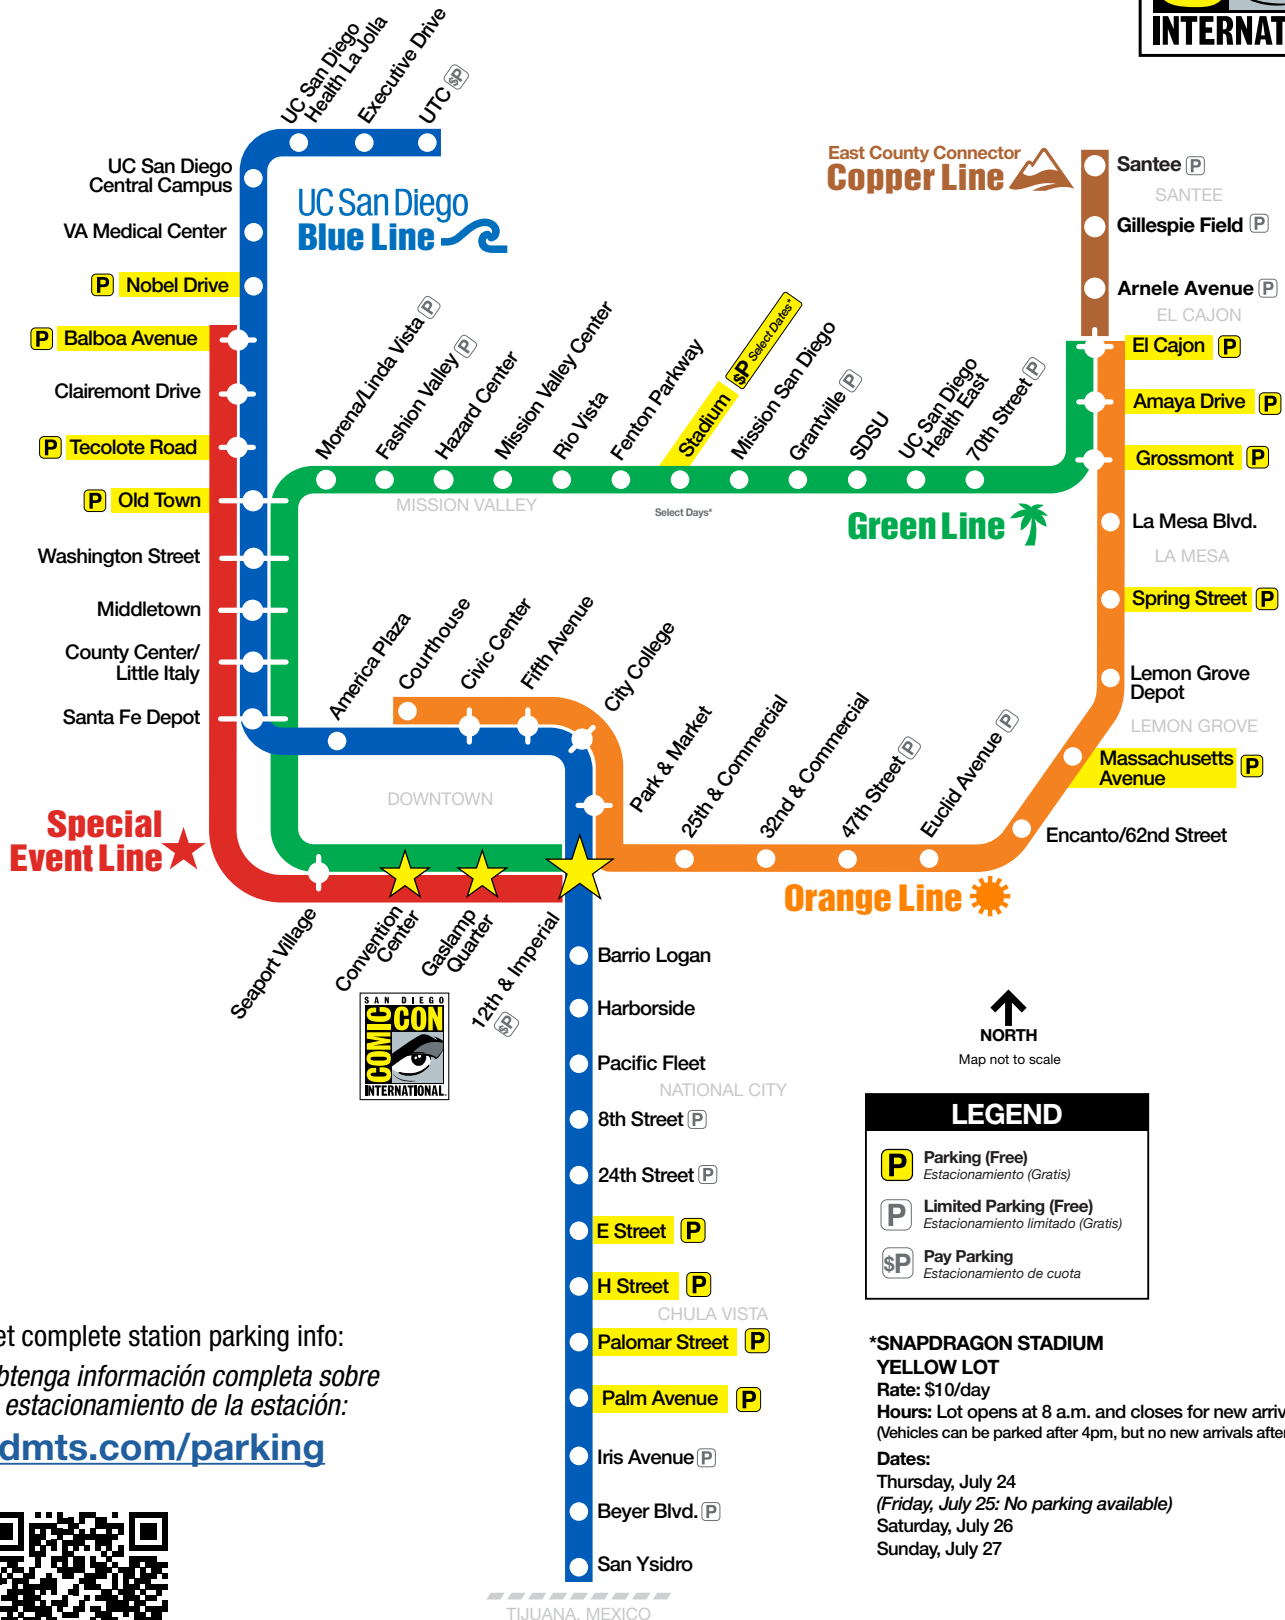 INTERNAT
UC San Diego
Health La Jolla
Executive Drive
UTC $P
UC San Diego
Central Campus
VA Medical Center
P Nobel Drive
P Balboa Avenue
Clairemont Drive
P Tecolote Road
P Old Town
Washington Street
Middletown
County Center/
Little Italy
Santa Fe Depot
UC San Diego
Blue Line
East County Connector
Copper Line
Santee P
SANTEE
Gillespie Field P
Arnele Avenue P
EL CAJON
El Cajon P
Amaya Drive P
Grossmont P
La Mesa Blvd.
LA MESA
Spring Street P
Lemon Grove
Depot
LEMON GROVE
Massachusetts
Avenue P
Encanto/62nd Street
Morena/Linda Vista P
Fashion Valley P
Hazard Center
Mission Valley Center
Rio Vista
Fenton Parkway
Stadium $P Select Dates*
Mission San Diego
Grantville P
SDSU
UC San Diego
Health East
70th Street P
MISSION VALLEY
Select Days*
Green Line
America Plaza
Courthouse
Civic Center
Fifth Avenue
City College
Park & Market
25th & Commercial
32nd & Commercial
47th Street P
Euclid Avenue P
DOWNTOWN
Special
Event Line
Orange Line
Seaport Village
Convention
Center
Gaslamp
Quarter
12th & Imperial
$P
SAN DIEGO
COMIC
CON
INTERNATIONAL
Barrio Logan
Harborside
Pacific Fleet
NATIONAL CITY
8th Street P
24th Street P
E Street P
H Street P
CHULA VISTA
Palomar Street P
Palm Avenue P
Iris Avenue P
Beyer Blvd. P
San Ysidro
TIJUANA, MEXICO
NORTH
Map not to scale
LEGEND
P Parking (Free)
Estacionamiento (Gratis)
P Limited Parking (Free)
Estacionamiento limitado (Gratis)
$P Pay Parking
Estacionamiento de cuota
et complete station parking info:
btenga información completa sobre
estacionamiento de la estación:
dmts.com/parking
*SNAPDRAGON STADIUM
YELLOW LOT
Rate: $10/day
Hours: Lot opens at 8 a.m. and closes for new arriv
(Vehicles can be parked after 4pm, but no new arrivals after
Dates:
Thursday, July 24
(Friday, July 25: No parking available)
Saturday, July 26
Sunday, July 27